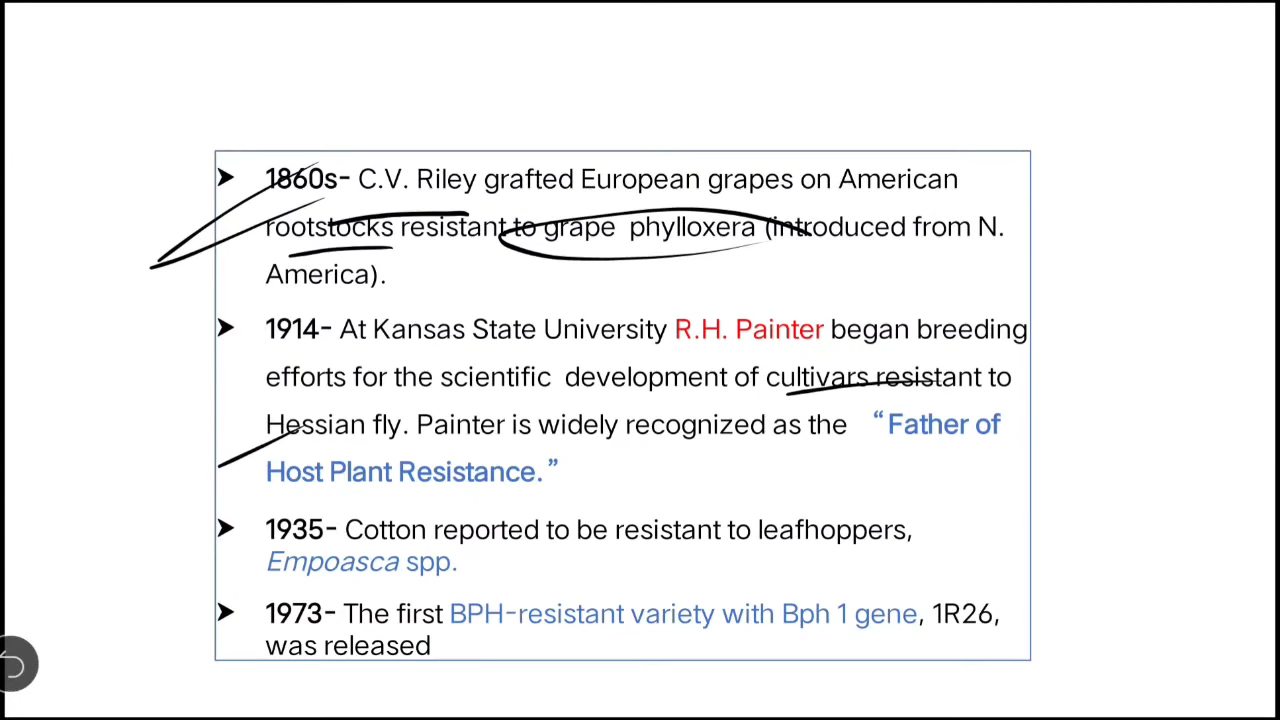 ➤ 1860s- C.V. Riley grafted European grapes on American
rootstocks resistant to grape phylloxera (introduced from N.
America).
➤ 1914- At Kansas State University R.H. Painter began breeding
efforts for the scientific development of cultivars resistant to
Hessian fly. Painter is widely recognized as the “Father of
Host Plant Resistance.”
➤ 1935- Cotton reported to be resistant to leafhoppers,
Empoasca spp.
➤ 1973- The first BPH-resistant variety with Bph 1 gene, 1R26,
was released